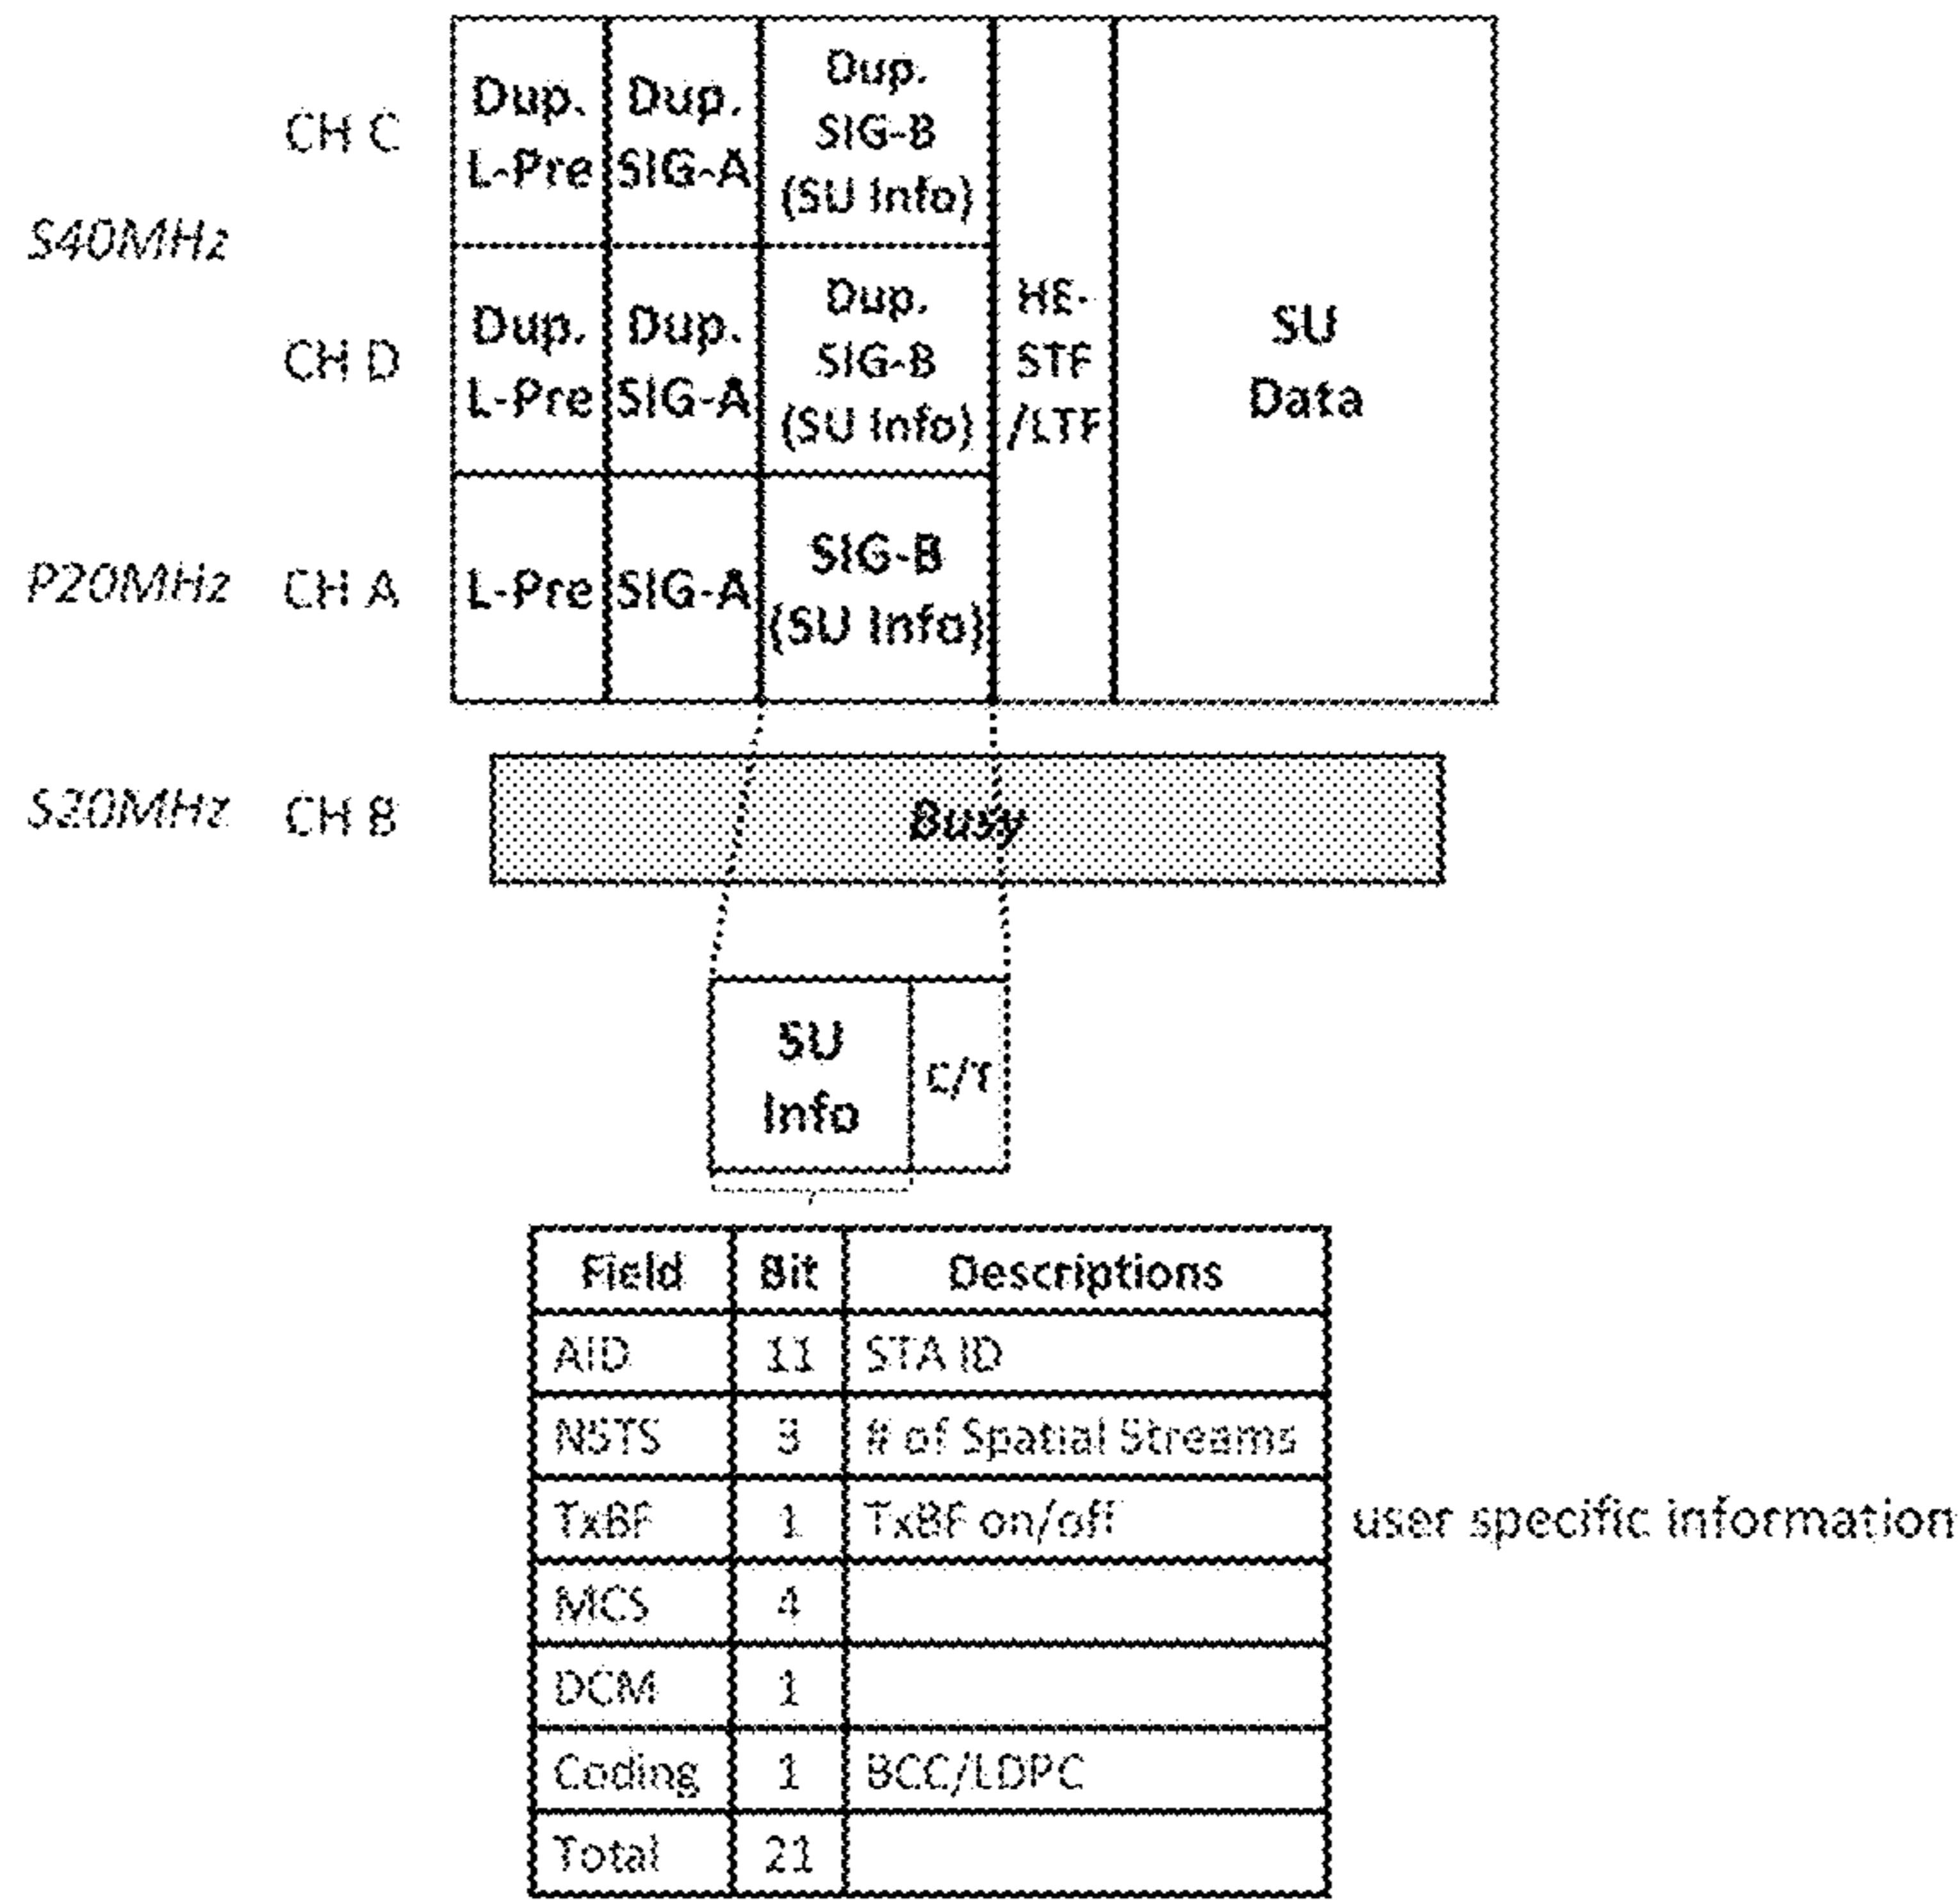 CH C
Dup.
L-Pre
Dup.
SIG-A
Dup.
SIG-B
(SU Info)
S40MHz
CH D
Dup.
L-Pre
Dup.
SIG-A
Dup.
SIG-B
(SU Info)
HE-
STF
/LTF
SU
Data
P20MHz
CH A
L-Pre
SIG-A
SIG-B
(SU Info)
S20MHz
CH B
Busy
SU
Info
C/T
Field Bit Descriptions
AID 11 STA ID
NSTS 3 # of Spatial Streams
TxBF 1 TxBF on/off
user specific information
MCS 4
DCM 1
Coding 1 BCC/LDPC
Total 21